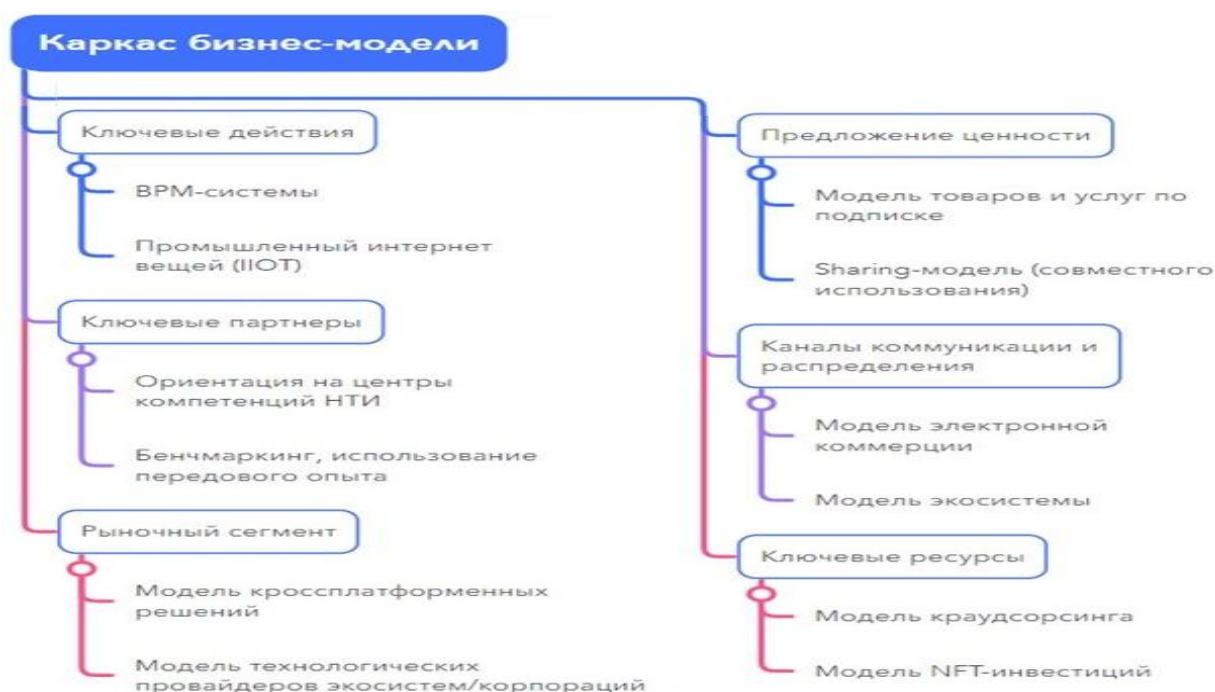 Каркас бизнес-модели
Ключевые действия
BPM-системы
Промышленный интернет
вещей (IIOT)
Ключевые партнеры
Ориентация на центры
компетенций НТИ
Бенчмаркинг, использование
передового опыта
Рыночный сегмент
Модель кроссплатформенных
решений
Модель технологических
провайдеров экосистем/корпораций
Предложение ценности
Модель товаров и услуг по
подписке
Sharing-модель (совместного
использования)
Каналы коммуникации и
распределения
Модель электронной
коммерции
Модель экосистемы
Ключевые ресурсы
Модель краудсорсинга
Модель NFT-инвестиций